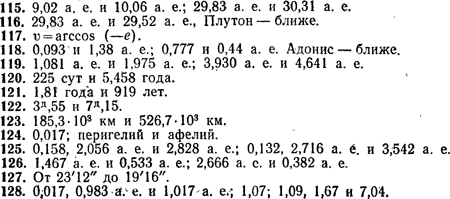 115. 9,02 а. е. и 10,06 а. е.; 29,83 а. е. и 30,31 а. е.
116. 29,83 а. е. и 29,52 а. е., Плутон — ближе.
117. υ = arccos (—e).
118. 0,093 и 1,38 а. е.; 0,777 и 0,44 а. е. Адонис — ближе.
119. 1,081 а. е. и 1,975 а. е.; 3,930 а. е. и 4,641 а. е.
120. 225 сут и 5,458 года.
121. 1,81 года и 919 лет.
122. 3ᵈ,55 и 7ᵈ,15.
123. 185,3·10³ км и 526,7·10³ км.
124. 0,017; перигелий и афелий.
125. 0,158, 2,056 а. е. и 2,828 а. е.; 0,132, 2,716 а. е. и 3,542 а. е.
126. 1,467 а. е. и 0,533 а. е.; 2,666 а. с. и 0,382 а. е.
127. От 23′12″ до 19′16″.
128. 0,017, 0,983 а. е. и 1,017 а. е.; 1,07; 1,09, 1,67 и 7,04.